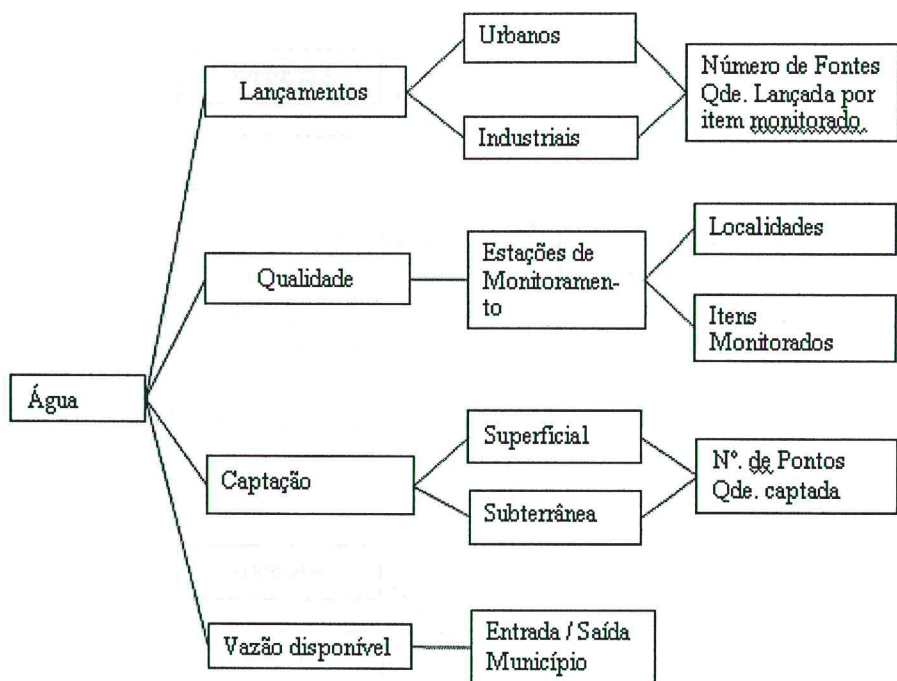 Urbanos
Lançamentos
Industriais
Número de Fontes
Qde. Lançada por
item monitorado.
Localidades
Qualidade
Estações de
Monitoramen-
to
Itens
Monitorados
Água
Superficial
Captação
Subterrânea
Nº. de Pontos
Qde. captada
Vazão disponível
Entrada / Saída
Município